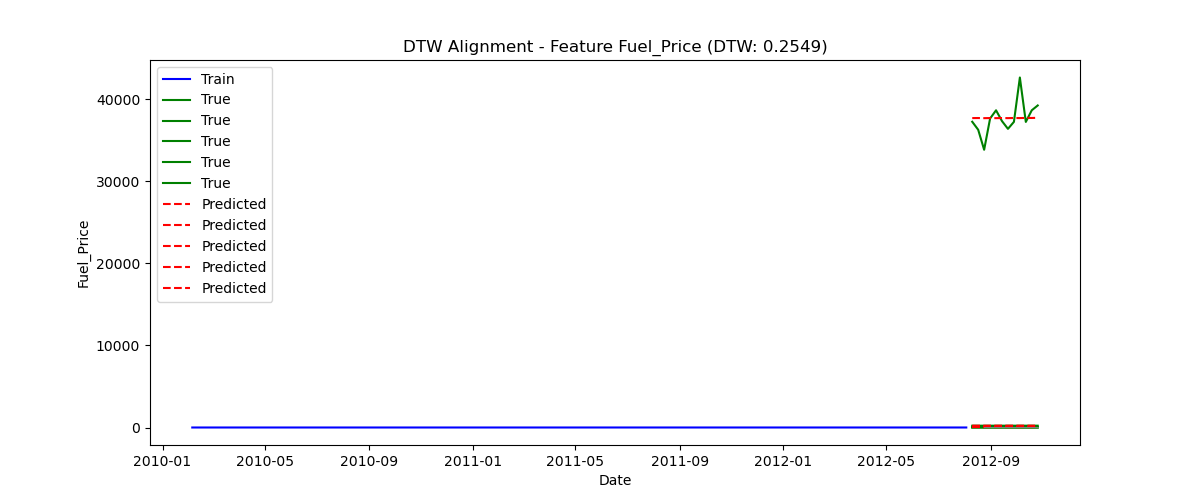 DTW Alignment - Feature Fuel_Price (DTW: 0.2549)
Train
True
True
True
True
True
Predicted
Predicted
Predicted
Predicted
Predicted
40000
30000
20000
10000
0
Fuel_Price
2010-01 2010-05 2010-09 2011-01 2011-05 2011-09 2012-01 2012-05 2012-09
Date